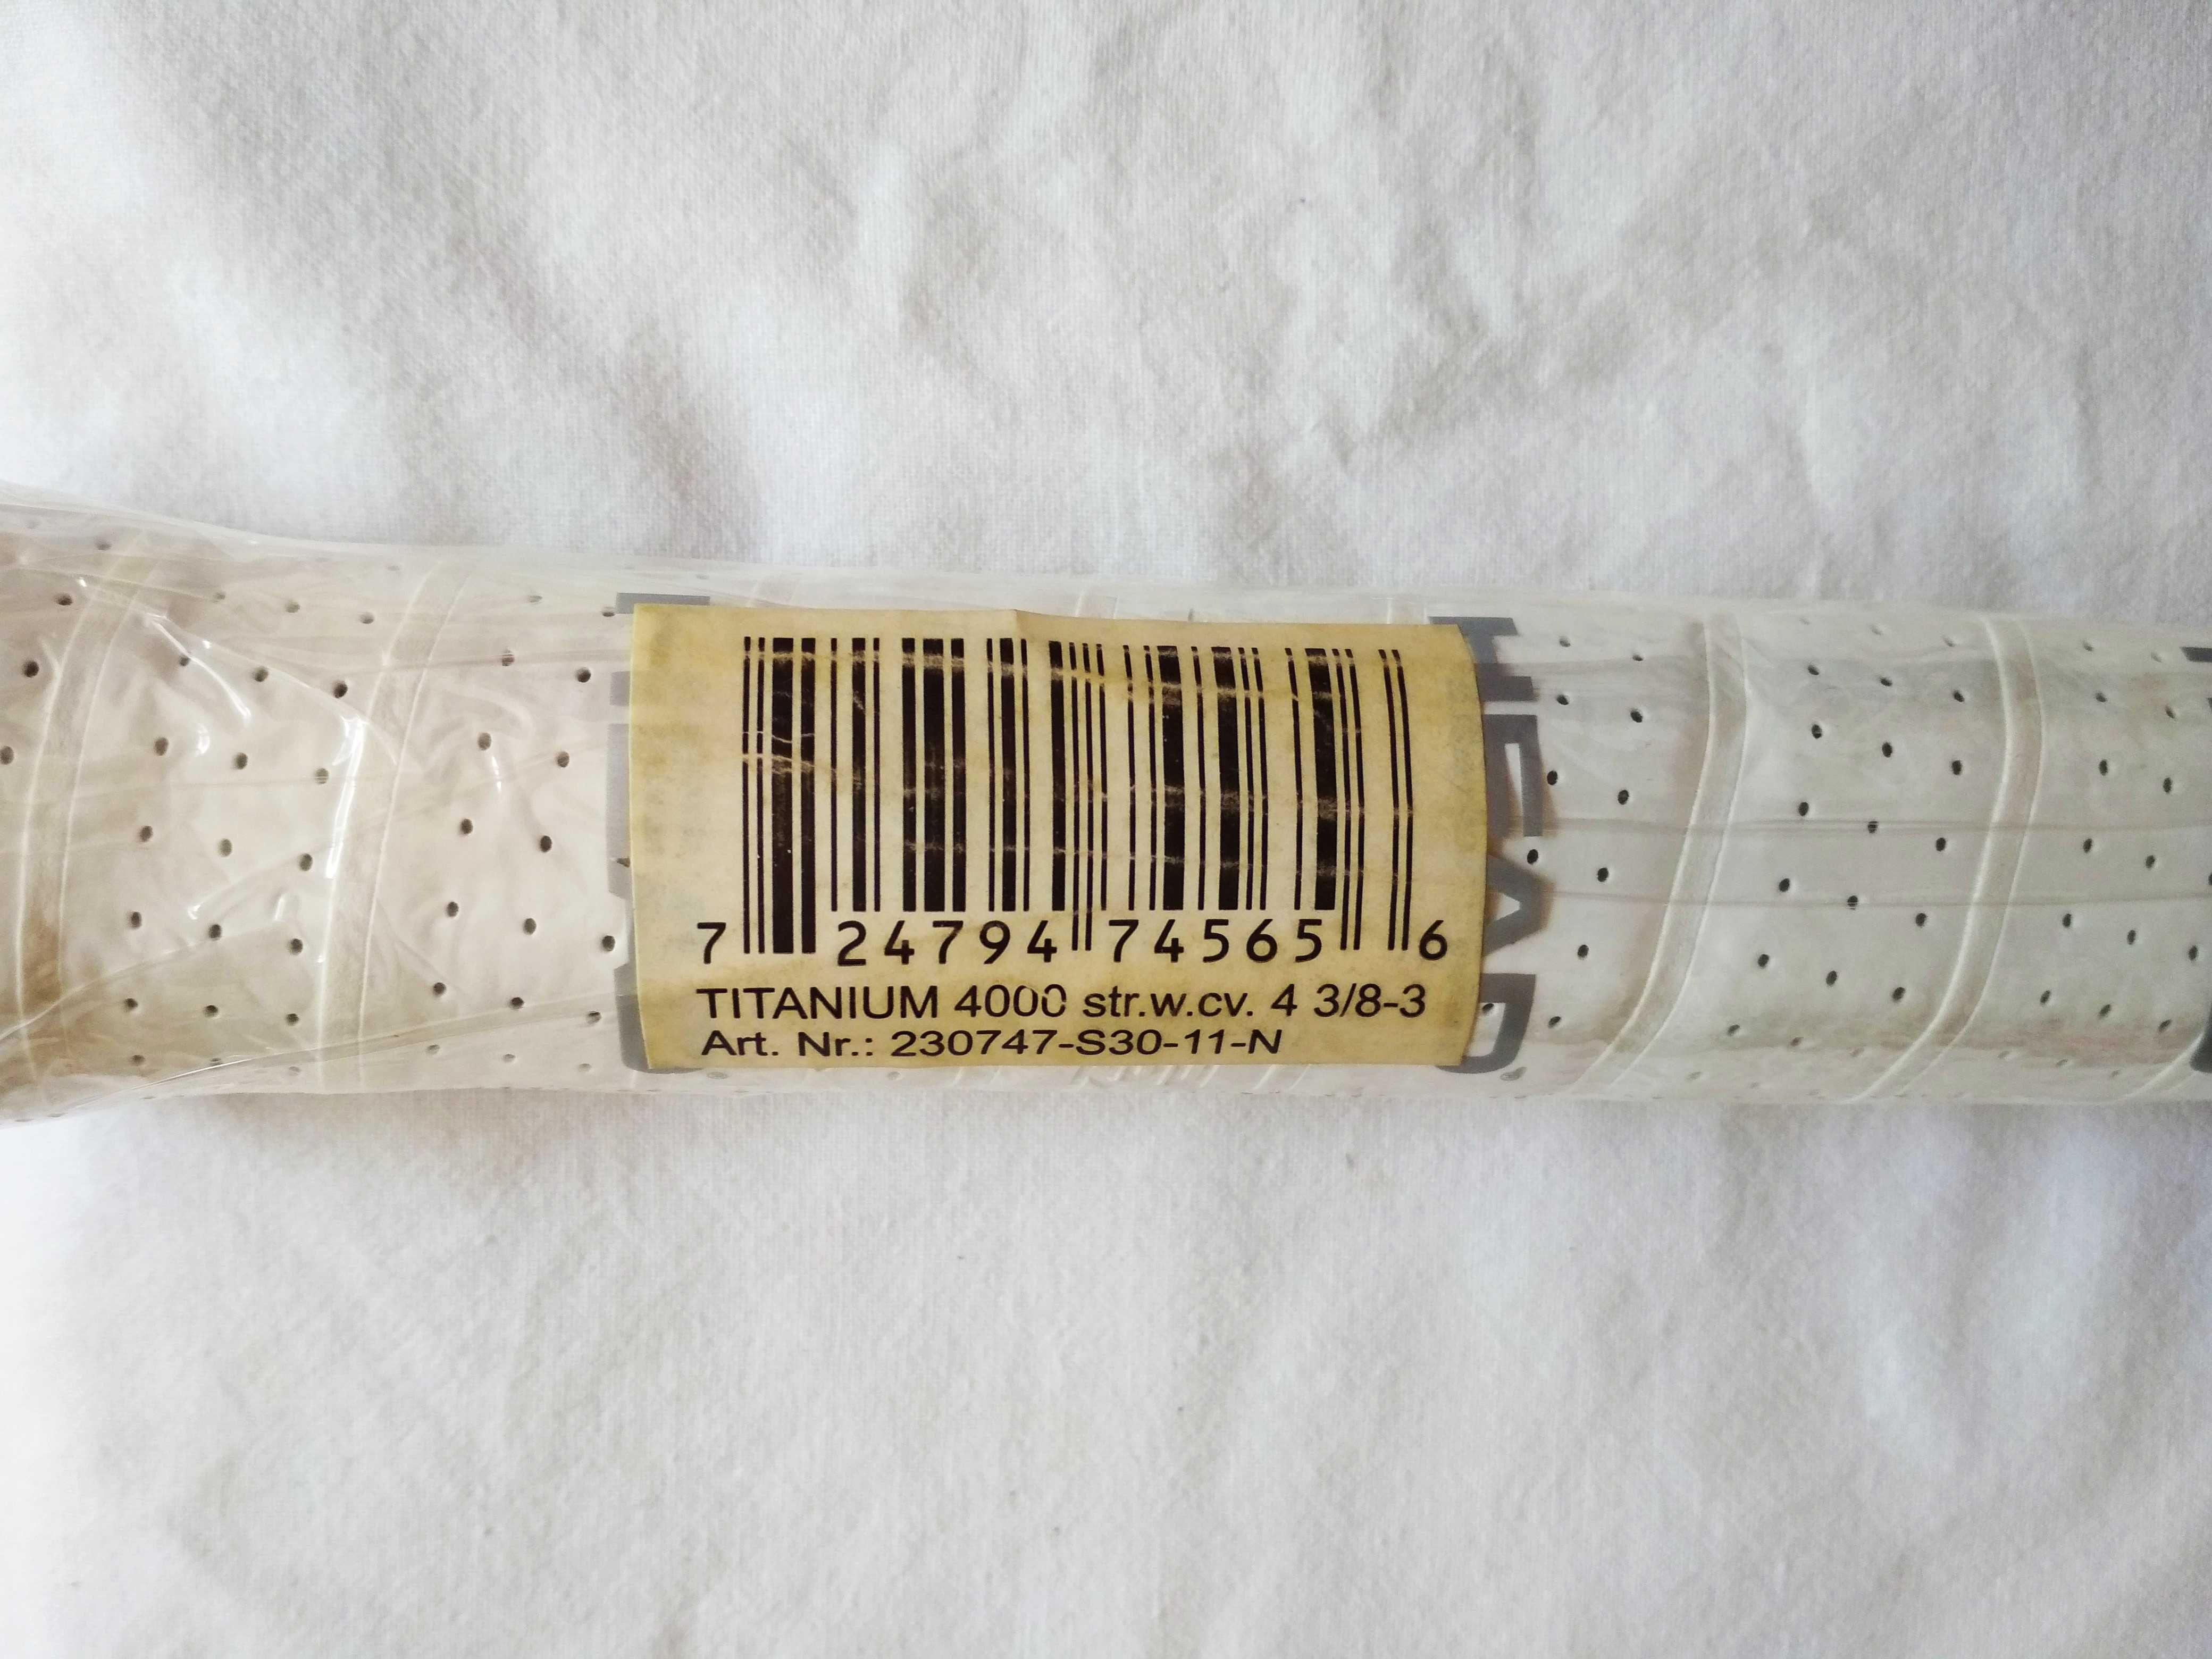 7 24794 74565 6
TITANIUM 4000 str.w.cv. 4 3/8-3
Art. Nr.: 230747-S30-11-N
HEAD